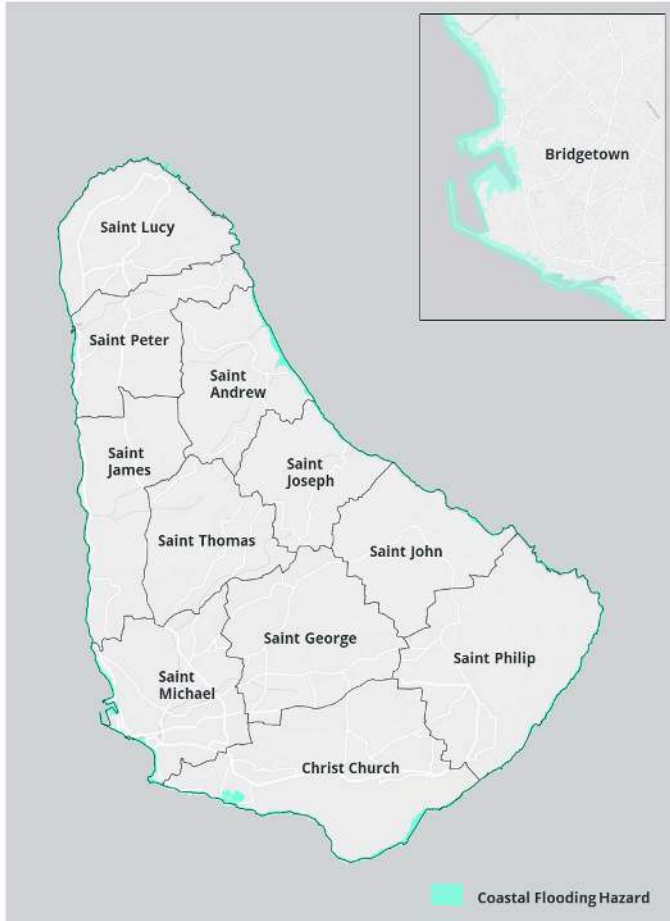 Bridgetown
Saint Lucy
Saint Peter
Saint
Andrew
Saint
James
Saint
Joseph
Saint Thomas
Saint John
Saint George
Saint Philip
Saint
Michael
Christ Church
Coastal Flooding Hazard